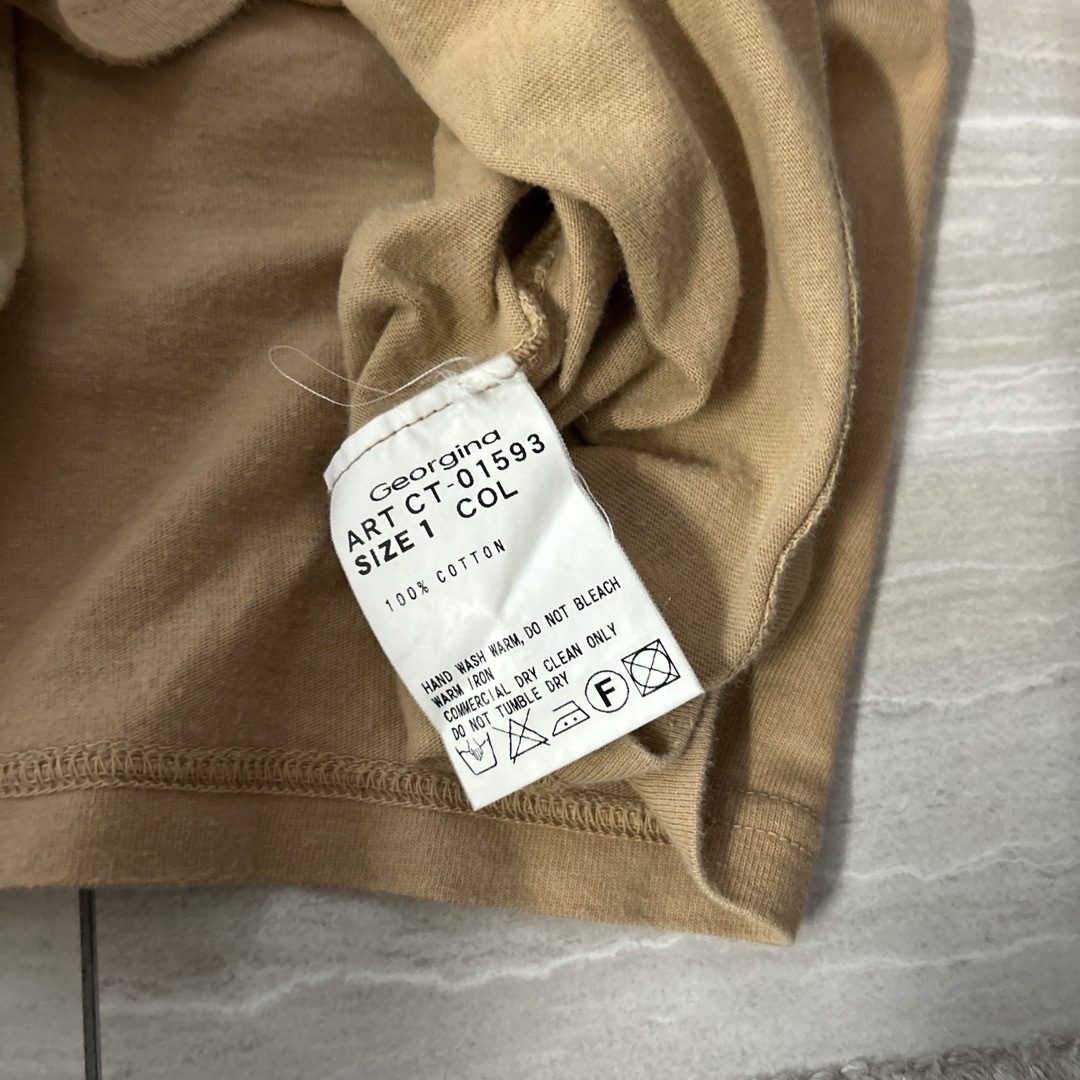 Georgina
ART CT-01593
SIZE 1 COL
100% COTTON
HAND WASH WARM, DO NOT BLEACH
WARM IRON
COMMERCIAL DRY CLEAN ONLY
DO NOT TUMBLE DRY
F